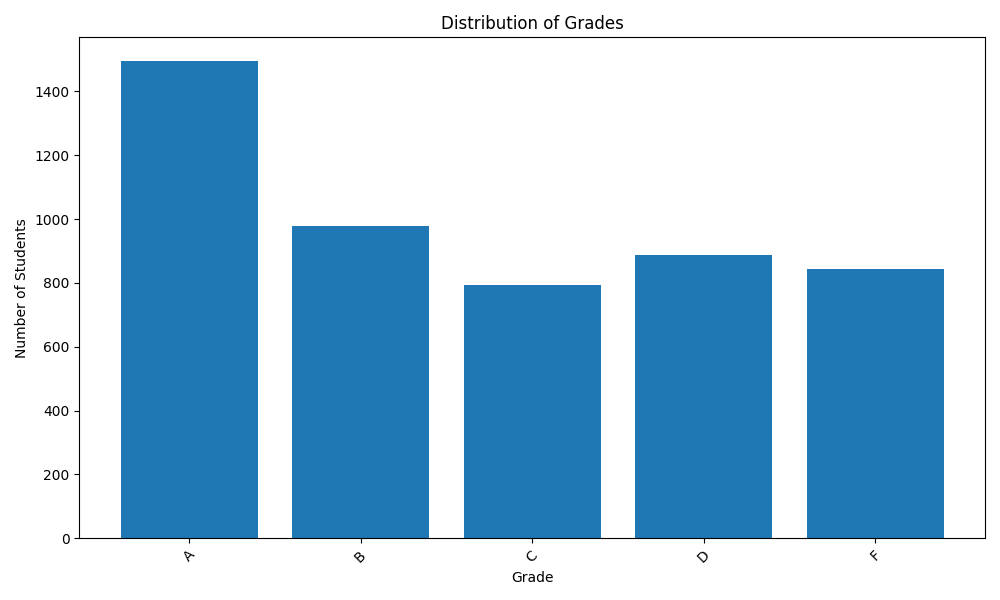 Distribution of Grades
Number of Students
1400
1200
1000
800
600
400
200
0
A
B
C
D
F
Grade